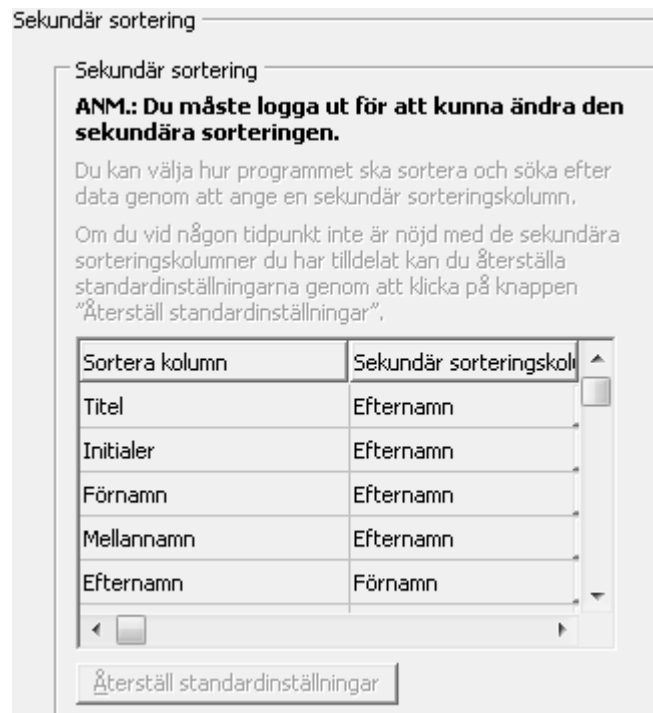 Sekundär sortering
Sekundär sortering
ANM.: Du måste logga ut för att kunna ändra den
sekundära sorteringen.
Du kan välja hur programmet ska sortera och söka efter
data genom att ange en sekundär sorteringskolumn.
Om du vid någon tidpunkt inte är nöjd med de sekundära
sorteringskolumner du har tilldelat kan du återställa
standardinställningarna genom att klicka på knappen
"Återställ standardinställningar".
Sortera kolumn Sekundär sorteringskolu
Titel Efternamn
Initialer Efternamn
Förnamn Efternamn
Mellannamn Efternamn
Efternamn Förnamn
Återställ standardinställningar